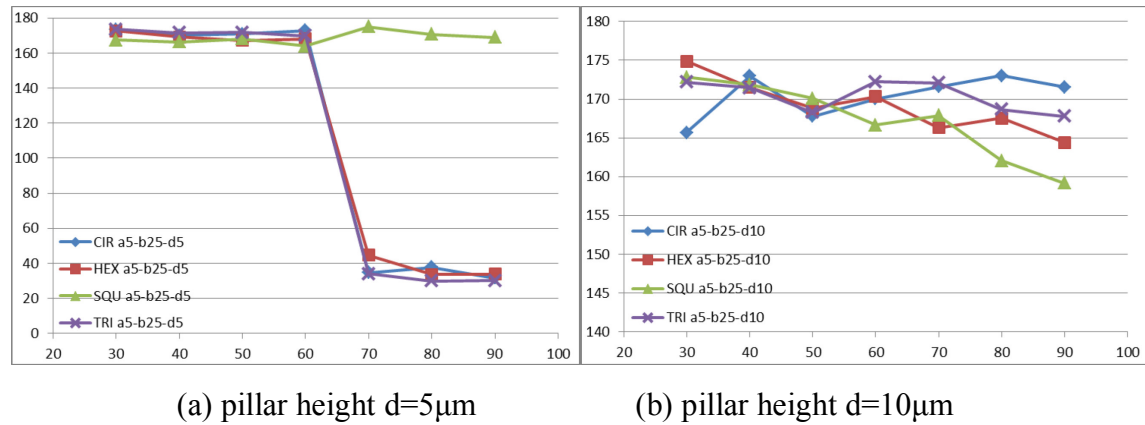 180
160
140
120
100
80
60
40
20
0
20 30 40 50 60 70 80 90 100
CIR a5-b25-d5
HEX a5-b25-d5
SQU a5-b25-d5
TRI a5-b25-d5
180
175
170
165
160
155
150
145
140
20 30 40 50 60 70 80 90 100
CIR a5-b25-d10
HEX a5-b25-d10
SQU a5-b25-d10
TRI a5-b25-d10
(a) pillar height d=5μm
(b) pillar height d=10μm